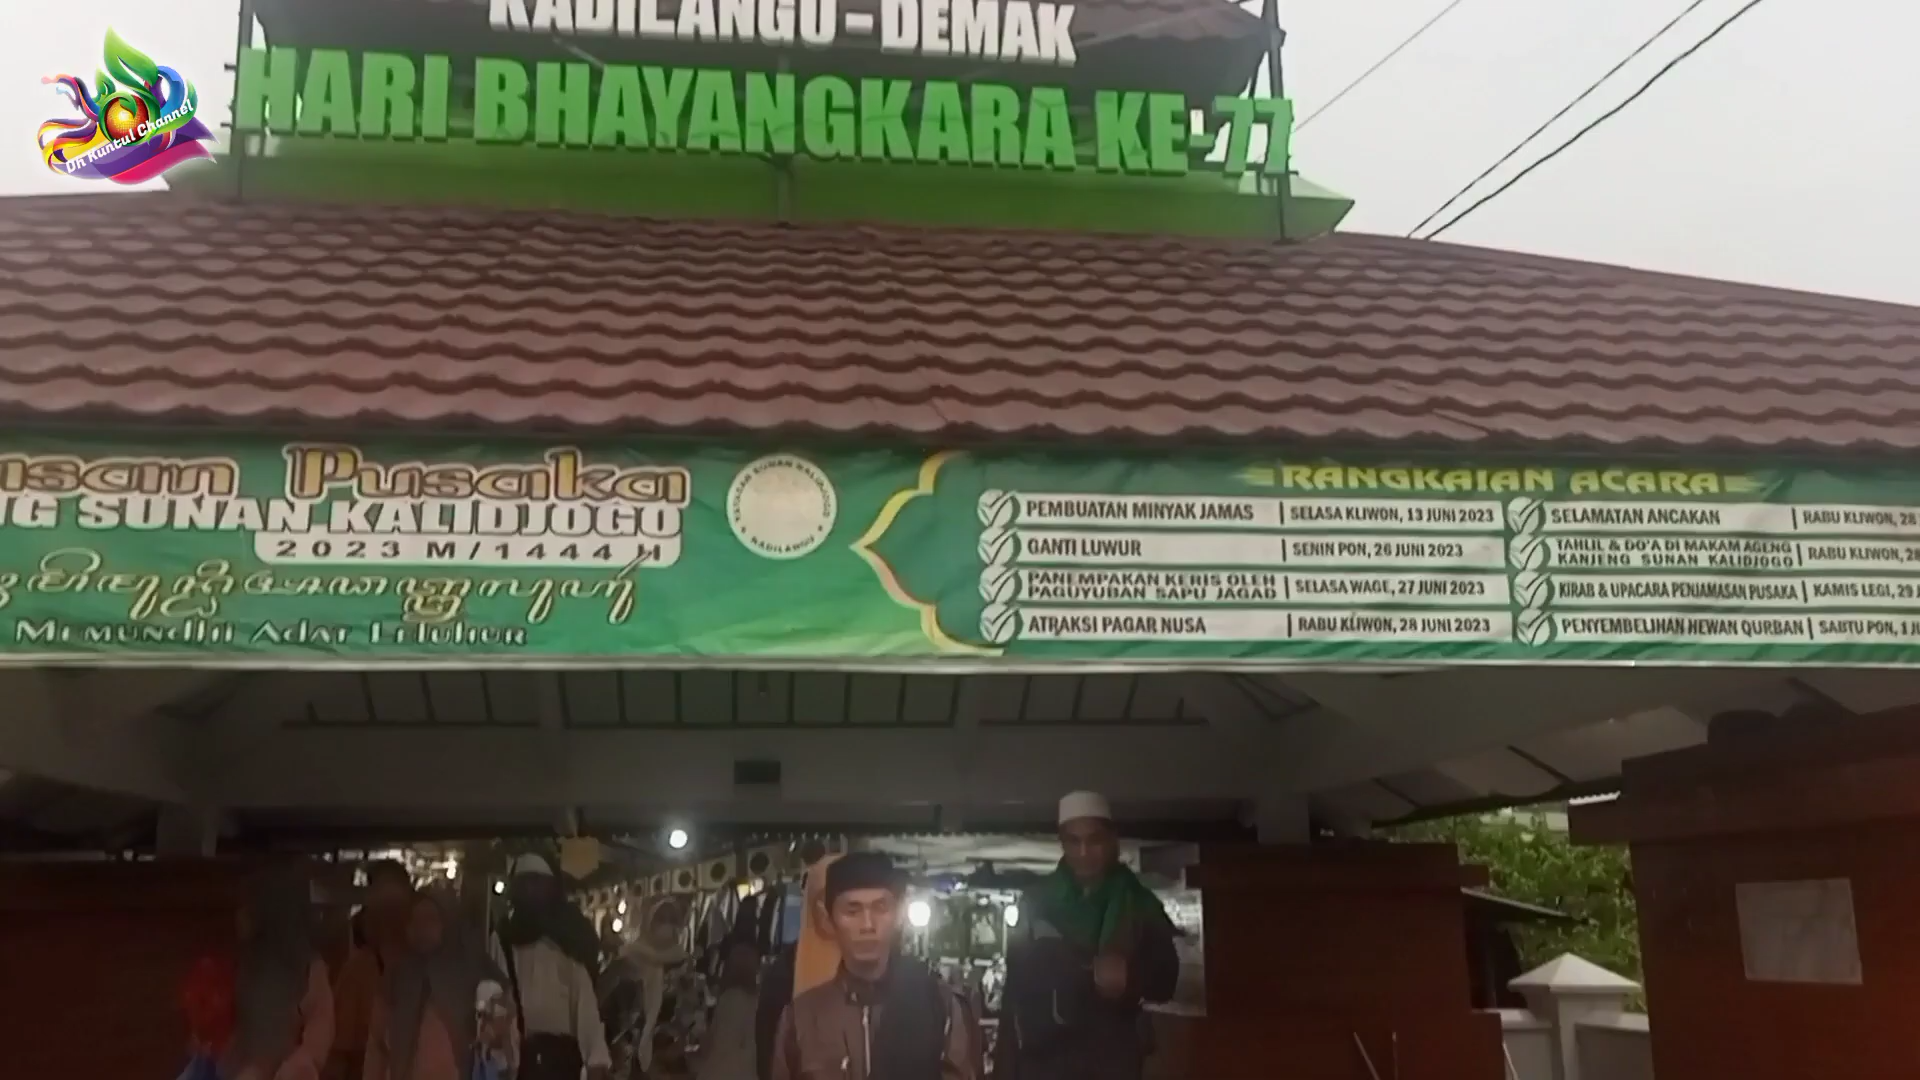 KADILANGU - DEMAK
HARI BHAYANGKARA KE-77
Dh Kuntul Channel
Pusaka
SUNAN KALIDJOGO
2023 M/1444 H
Adat Leluhur
KADILANGU
RANGKAIAN ACARA
PEMBUATAN MINYAK JAMAS | SELASA KLIWON, 13 JUNI 2023
GANTI LUWUR | SENIN PON, 26 JUNI 2023
PANEMPAKAN KERIS OLEH
PAGUYUBAN SAPU JAGAD | SELASA WAGE, 27 JUNI 2023
ATRAKSI PAGAR NUSA | RABU KLIWON, 28 JUNI 2023
SELAMATAN ANCAKAN | RABU KLIWON, 28
TAHLIL & DO'A DI MAKAM AGENG
KANJENG SUNAN KALIDJOGO | RABU KLIWON, 28
KIRAB & UPACARA PENJAMASAN PUSAKA | KAMIS LEGI, 29
PENYEMBELIHAN HEWAN QURBAN | SABTU PON, 1